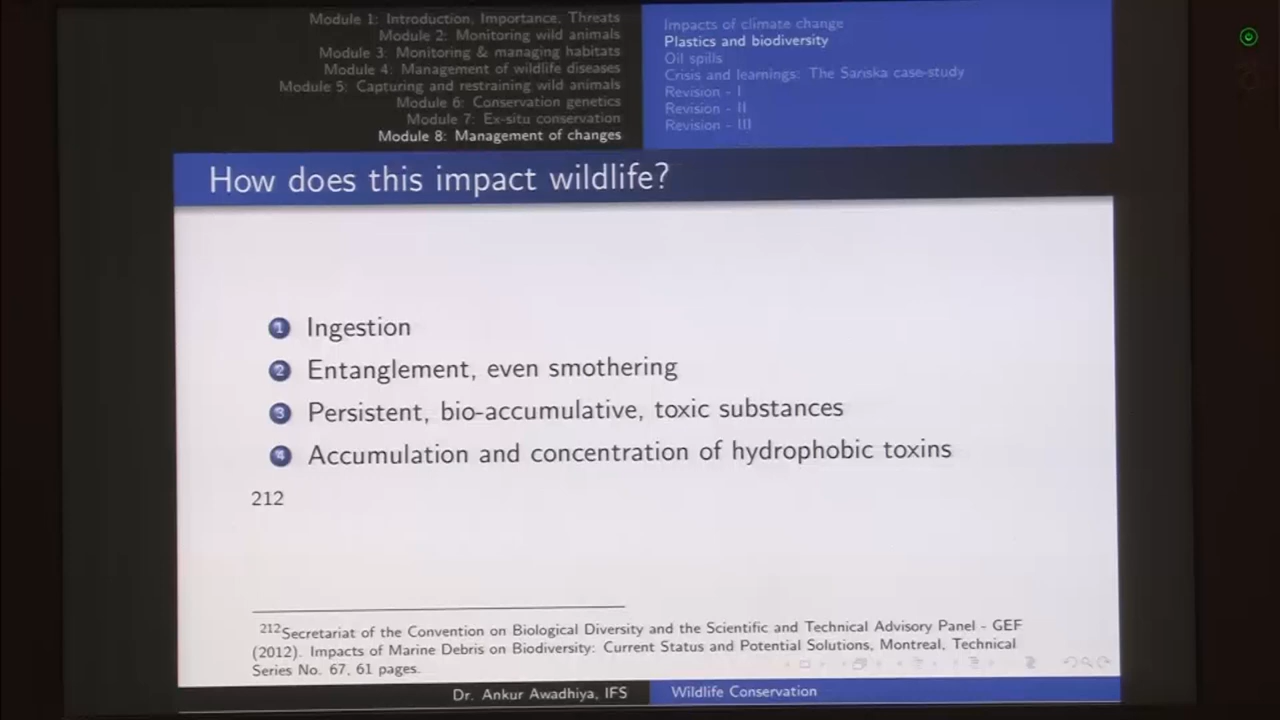 Module 1: Introduction, Importance, Threats
Module 2: Monitoring wild animals
Module 3: Monitoring & managing habitats
Module 4: Management of wildlife diseases
Module 5: Capturing and restraining wild animals
Module 6: Conservation genetics
Module 7: Ex-situ conservation
Module 8: Management of changes
Impacts of climate change
Plastics and biodiversity
Oil spills
Crisis and learnings: The Sariska case-study
Revision - I
Revision - II
Revision - III
How does this impact wildlife?
1 Ingestion
2 Entanglement, even smothering
3 Persistent, bio-accumulative, toxic substances
4 Accumulation and concentration of hydrophobic toxins
212
212 Secretariat of the Convention on Biological Diversity and the Scientific and Technical Advisory Panel - GEF
(2012). Impacts of Marine Debris on Biodiversity: Current Status and Potential Solutions, Montreal, Technical
Series No. 67, 61 pages.
Dr. Ankur Awadhiya, IFS
Wildlife Conservation